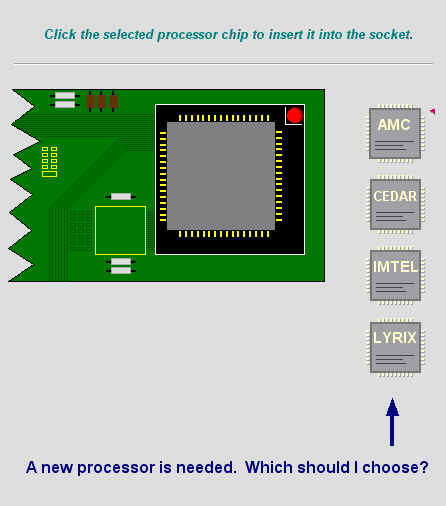 Click the selected processor chip to insert it into the socket.
AMC
CEDAR
IMTEL
LYRIX
A new processor is needed.  Which should I choose?